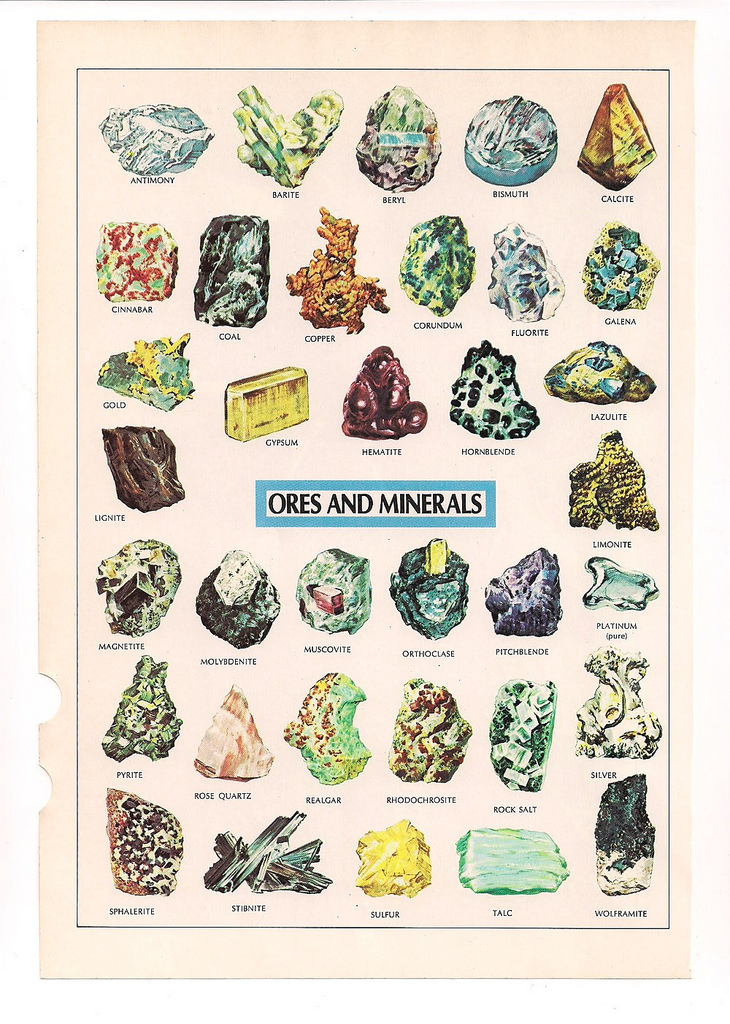 ANTIMONY
BARITE
BERYL
BISMUTH
CALCITE
CINNABAR
COAL
COPPER
CORUNDUM
FLUORITE
GALENA
GOLD
GYPSUM
HEMATITE
HORNBLENDE
LAZULITE
LIGNITE
ORES AND MINERALS
LIMONITE
MAGNETITE
MOLYBDENITE
MUSCOVITE
ORTHOCLASE
PITCHBLENDE
PLATINUM
(pure)
PYRITE
ROSE QUARTZ
REALGAR
RHODOCHROSITE
ROCK SALT
SILVER
SPHALERITE
STIBNITE
SULFUR
TALC
WOLFRAMITE